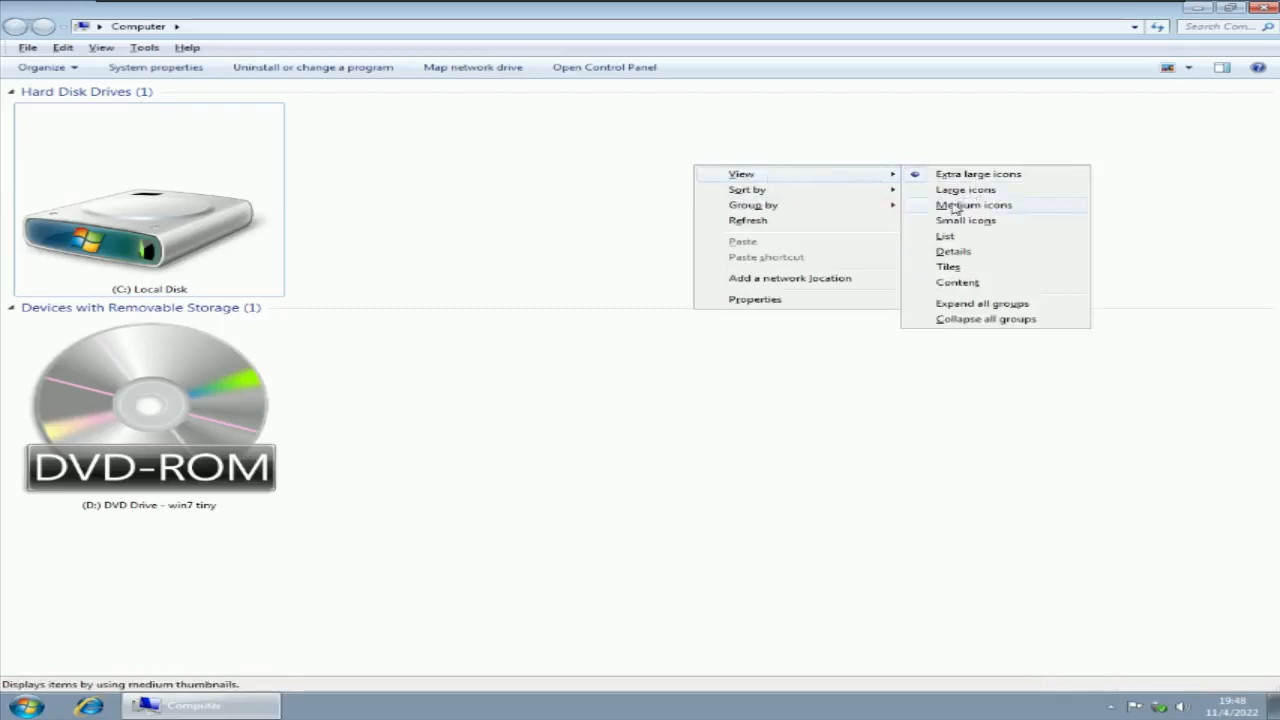 Computer
Search Com...
File Edit View Tools Help
Organize System properties Uninstall or change a program Map network drive Open Control Panel
Hard Disk Drives (1)
(C:) Local Disk
Devices with Removable Storage (1)
DVD-ROM
(D:) DVD Drive - win7 tiny
View
Sort by
Group by
Refresh
Paste
Paste shortcut
Add a network location
Properties
Extra large icons
Large icons
Medium icons
Small icons
List
Details
Tiles
Content
Expand all groups
Collapse all groups
Displays items by using medium thumbnails.
Computer
19:48
11/4/2022